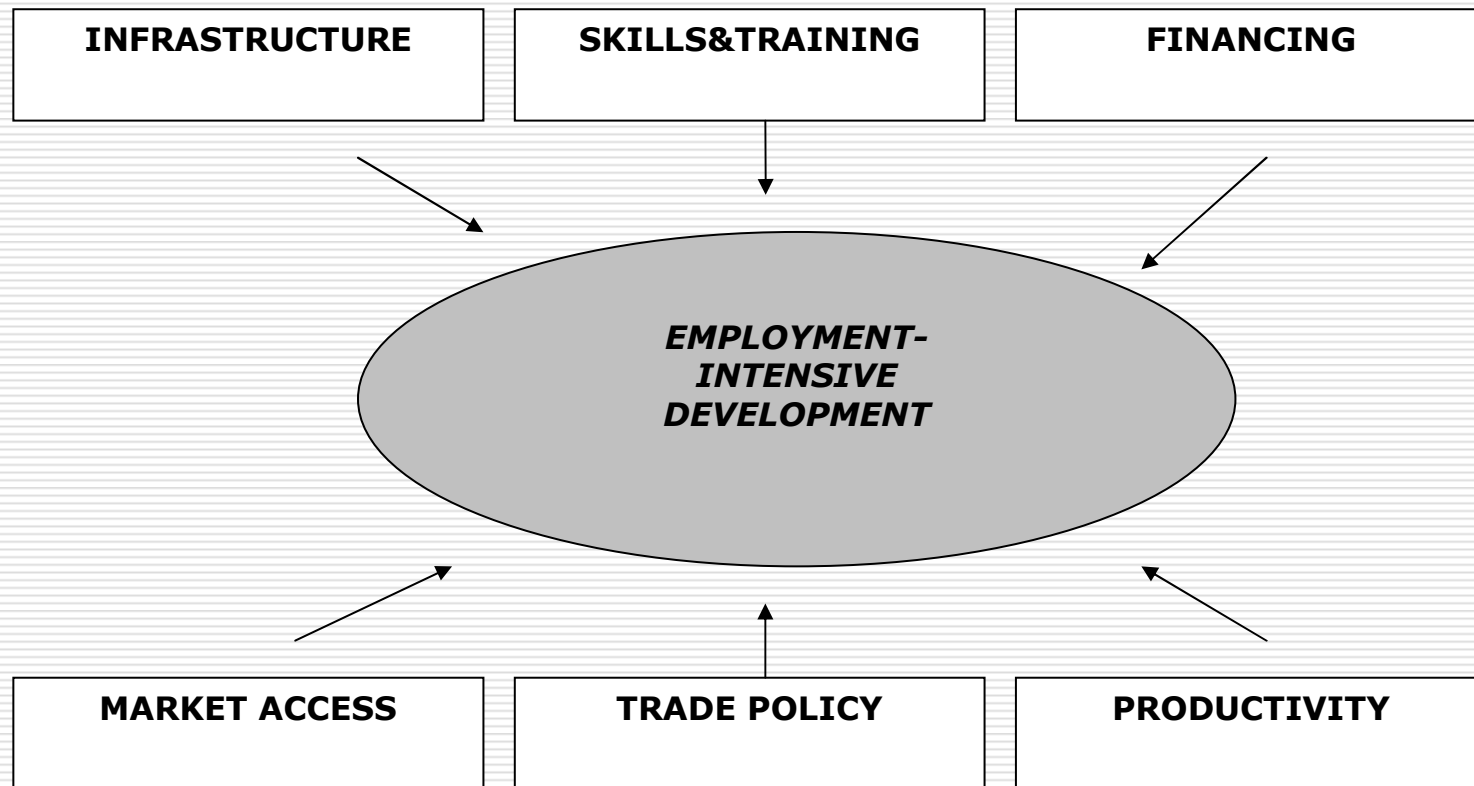 INFRASTRUCTURE
SKILLS&TRAINING
FINANCING
EMPLOYMENT-
INTENSIVE
DEVELOPMENT
MARKET ACCESS
TRADE POLICY
PRODUCTIVITY